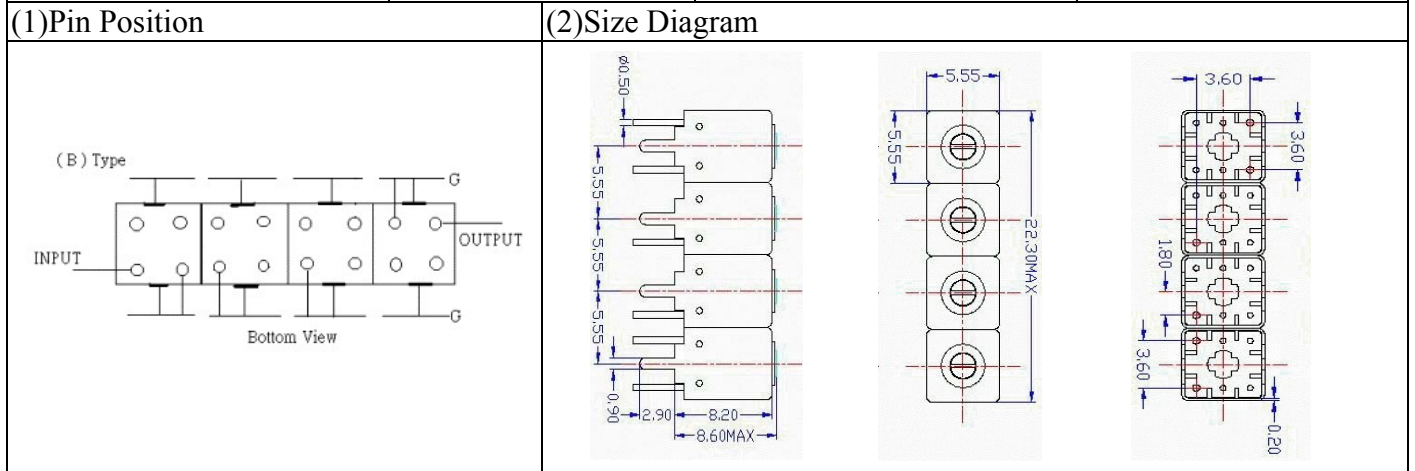 (1)Pin Position
(2)Size Diagram
(B) Type
G
INPUT
OUTPUT
G
Bottom View
ø0.50
5.55
5.55
5.55
0.90
2.90
8.20
8.60MAX
5.55
5.55
22.30MAX
3.60
3.60
1.80
3.60
0.20